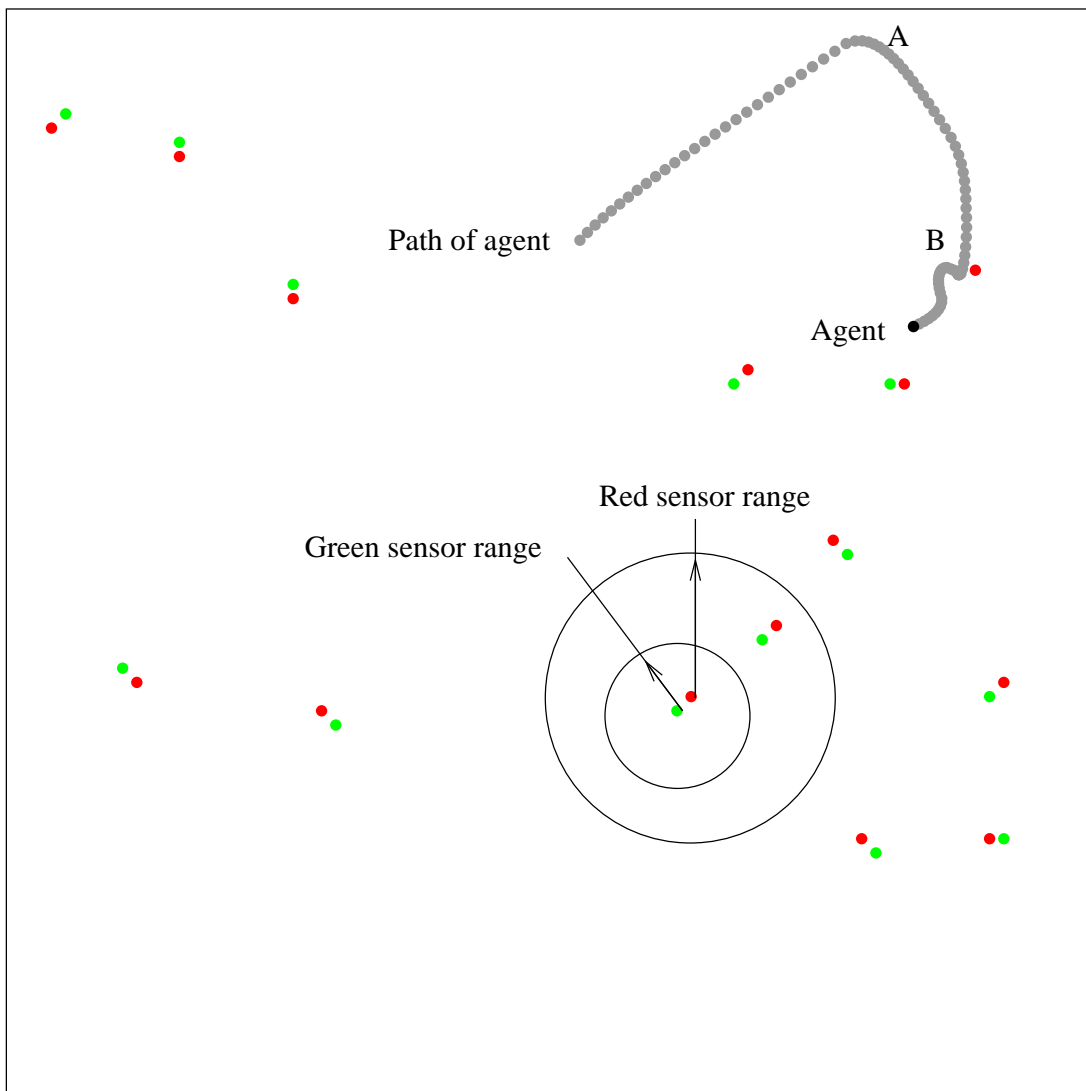 A
Path of agent
B
Agent
Red sensor range
Green sensor range